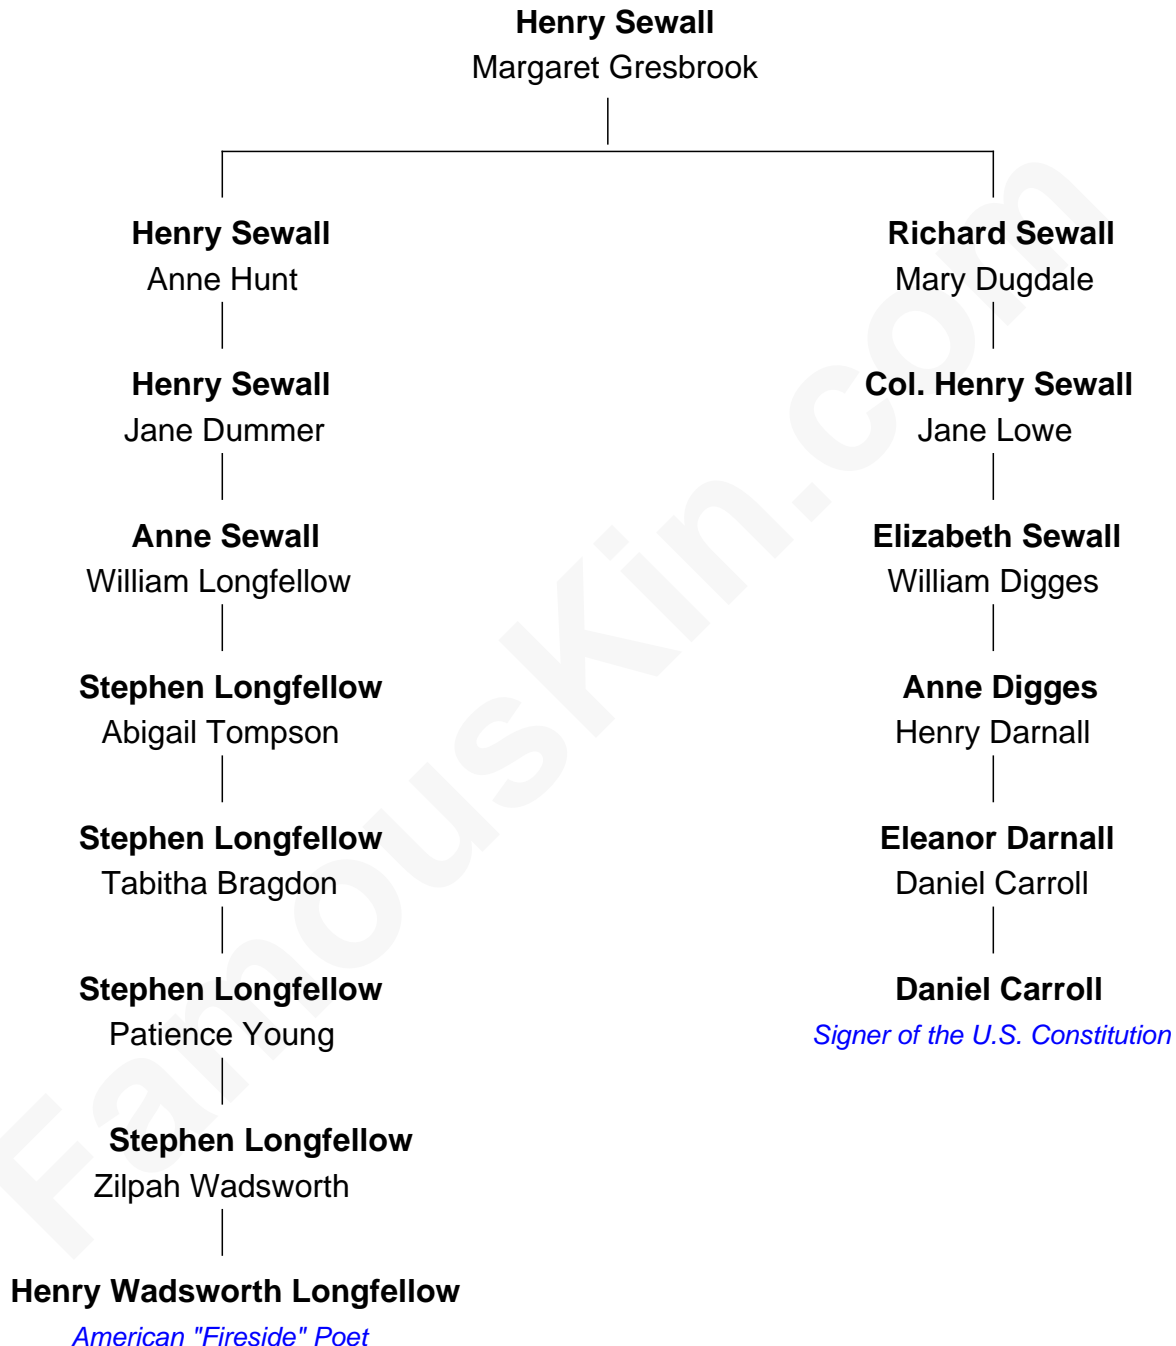 Henry Sewall
Margaret Gresbrook
Henry Sewall
Anne Hunt
Henry Sewall
Jane Dummer
Anne Sewall
William Longfellow
Stephen Longfellow
Abigail Tompson
Stephen Longfellow
Tabitha Bragdon
Stephen Longfellow
Patience Young
Stephen Longfellow
Zilpah Wadsworth
Henry Wadsworth Longfellow
American "Fireside" Poet
Richard Sewall
Mary Dugdale
Col. Henry Sewall
Jane Lowe
Elizabeth Sewall
William Digges
Anne Digges
Henry Darnall
Eleanor Darnall
Daniel Carroll
Daniel Carroll
Signer of the U.S. Constitution
FamousKin.com